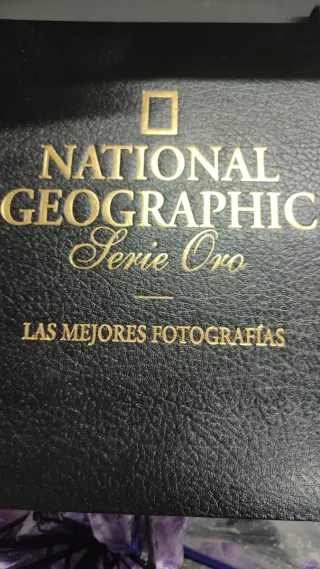 NATIONAL
GEOGRAPHIC
Serie Oro
LAS MEJORES FOTOGRAFÍAS